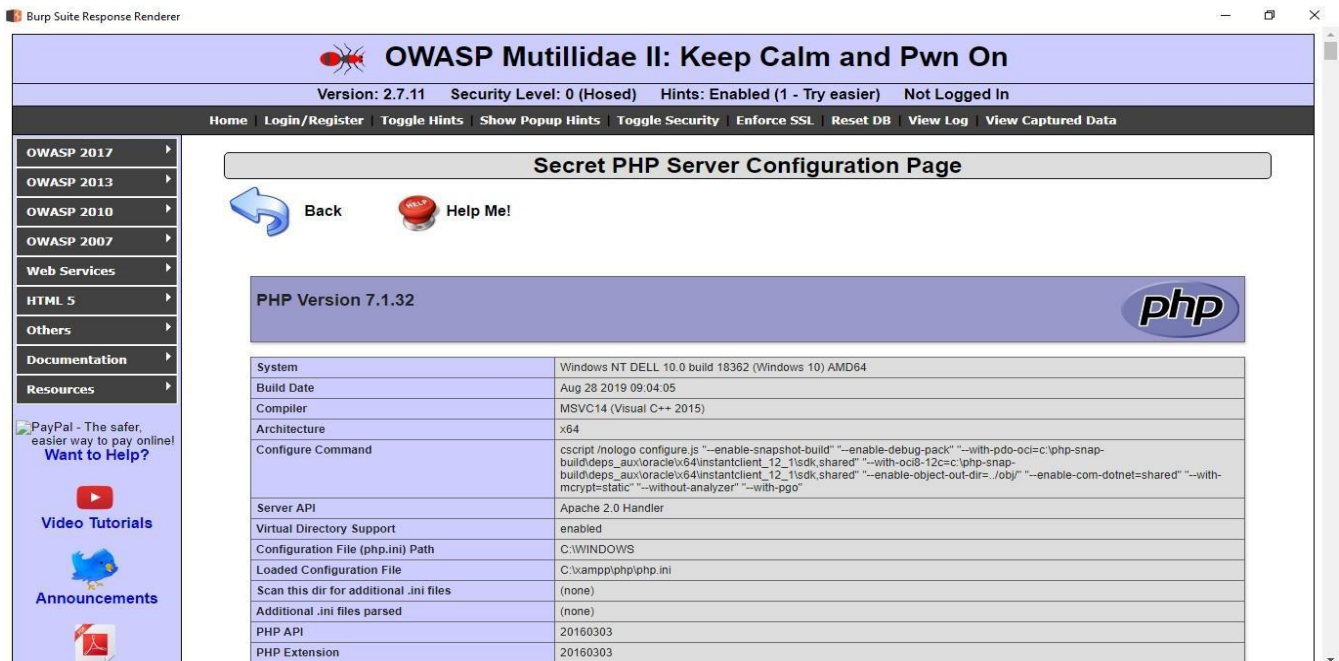 Burp Suite Response Renderer
OWASP Mutillidae II: Keep Calm and Pwn On
Version: 2.7.11 Security Level: 0 (Hosed) Hints: Enabled (1 - Try easier) Not Logged In
Home Login/Register Toggle Hints Show Popup Hints Toggle Security Enforce SSL Reset DB View Log View Captured Data
OWASP 2017
OWASP 2013
OWASP 2010
OWASP 2007
Web Services
HTML 5
Others
Documentation
Resources
PayPal - The safer,
easier way to pay online!
Want to Help?
Video Tutorials
Announcements
Secret PHP Server Configuration Page
Back
HELP
Help Me!
PHP Version 7.1.32
php
System Windows NT DELL 10.0 build 18362 (Windows 10) AMD64
Build Date Aug 28 2019 09:04:05
Compiler MSVC14 (Visual C++ 2015)
Architecture x64
Configure Command cscript /nologo configure.js "--enable-snapshot-build" "--enable-debug-pack" "--with-pdo-oci=c:\php-snap-
build\deps_aux\oracle\x64\instantclient_12_1\sdk,shared" "--with-oci8-12c=c:\php-snap-
build\deps_aux\oracle\x64\instantclient_12_1\sdk,shared" "--enable-object-out-dir=../obj/" "--enable-com-dotnet=shared" "--with-
mcrypt=static" "--without-analyzer" "--with-pgo"
Server API Apache 2.0 Handler
Virtual Directory Support enabled
Configuration File (php.ini) Path C:\WINDOWS
Loaded Configuration File C:\xampp\php\php.ini
Scan this dir for additional .ini files (none)
Additional .ini files parsed (none)
PHP API 20160303
PHP Extension 20160303